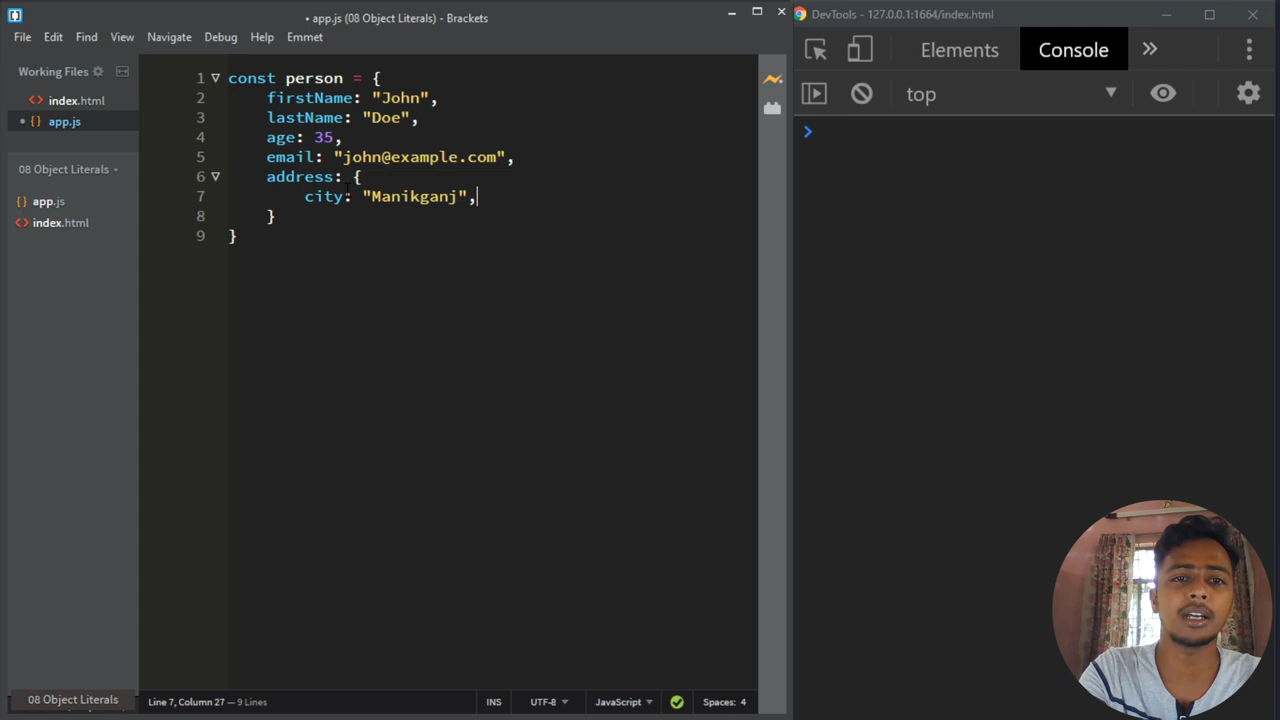 • app.js (08 Object Literals) - Brackets
File Edit Find View Navigate Debug Help Emmet
Working Files
index.html
• app.js
08 Object Literals
app.js
index.html
1 const person = {
2 firstName: "John",
3 lastName: "Doe",
4 age: 35,
5 email: "john@example.com",
6 address: {
7 city: "Manikganj",
8 }
9 }
08 Object Literals
Line 7, Column 27 — 9 Lines
INS UTF-8 JavaScript Spaces: 4
DevTools - 127.0.0.1:1664/index.html
Elements Console »
top
>